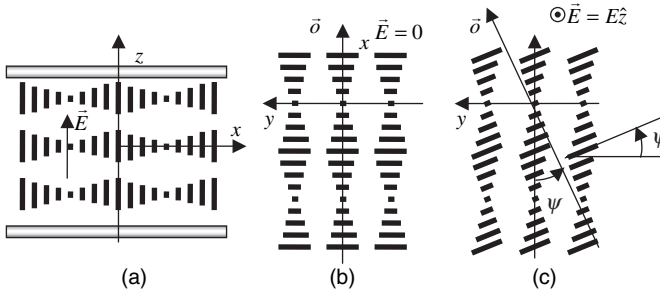 z
E⃗
x
(a)
o⃗
x
E⃗ = 0
y
(b)
o⃗
⊙E⃗ = Eẑ
y
ψ
ψ
(c)